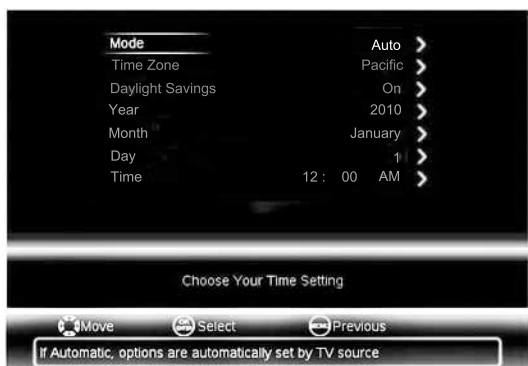 Mode Auto
Time Zone Pacific
Daylight Savings On
Year 2010
Month January
Day 1
Time 12 : 00 AM
Choose Your Time Setting
Move Select Previous
If Automatic, options are automatically set by TV source